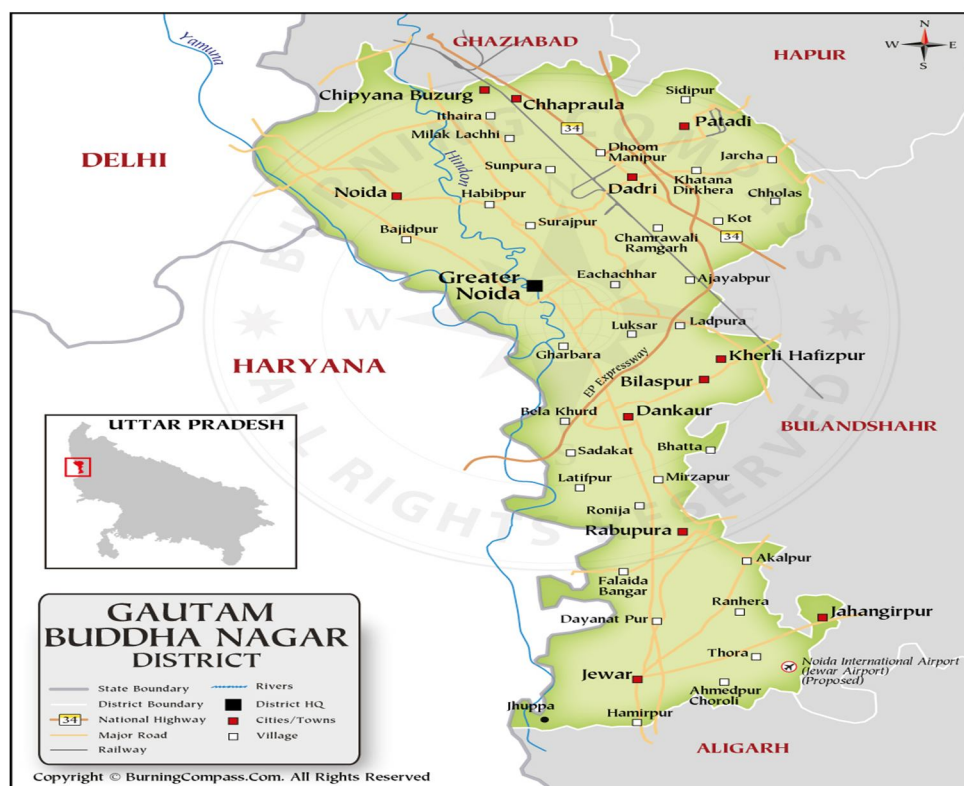 GHAZIABAD
HAPUR
N
W E
S
Yamuna
DELHI
Chipyana Buzurg
Chhapraula
Sidipur
Ithaira
34
Patadi
Milak Lachhi
Hindon
Dhoom
Manipur
Jarcha
Sunpura
Khatana
Dirkhera
Dadri
Noida
Habibpur
Chholas
Surajpur
Kot
Bajidpur
Chamrawali
Ramgarh
34
Greater
Noida
Eachachhar
Ajayabpur
Luksar
Ladpura
HARYANA
Gharbara
EP Expressway
Kherli Hafizpur
Bilaspur
Bela Khurd
Dankaur
BULANDSHAHR
UTTAR PRADESH
Sadakat
Bhatta
Latifpur
Mirzapur
Ronija
Rabupura
Akalpur
Falaida
Bangar
Ranhera
Jahangirpur
Dayanat Pur
Thora
Noida International Airport
(Jewar Airport)
(Proposed)
Jewar
Ahmedpur
Choroli
Jhuppa
Hamirpur
ALIGARH
GAUTAM
BUDDHA NAGAR
DISTRICT
State Boundary
Rivers
District Boundary
District HQ
34
National Highway
Cities/Towns
Major Road
Village
Railway
Copyright © BurningCompass.Com. All Rights Reserved
BURNING COMPASS
ALL RIGHTS RESERVED
W E